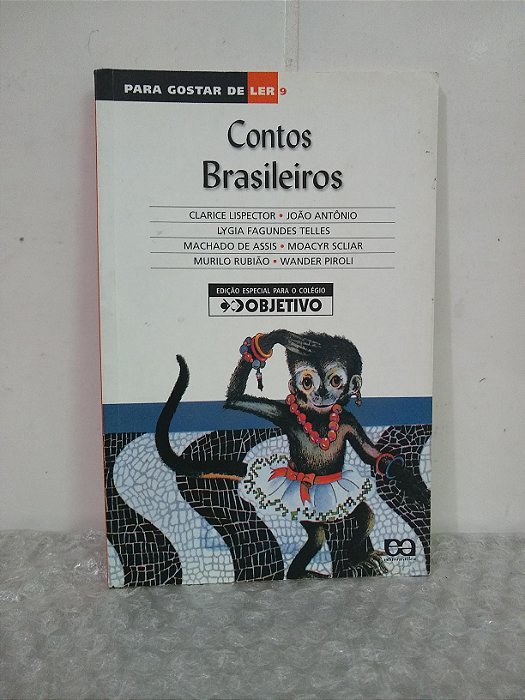 PARA GOSTAR DE LER 9
Contos
Brasileiros
CLARICE LISPECTOR • JOÃO ANTÔNIO
LYGIA FAGUNDES TELLES
MACHADO DE ASSIS • MOACYR SCLIAR
MURILO RUBIÃO • WANDER PIROLI
EDIÇÃO ESPECIAL PARA O COLÉGIO
OBJETIVO